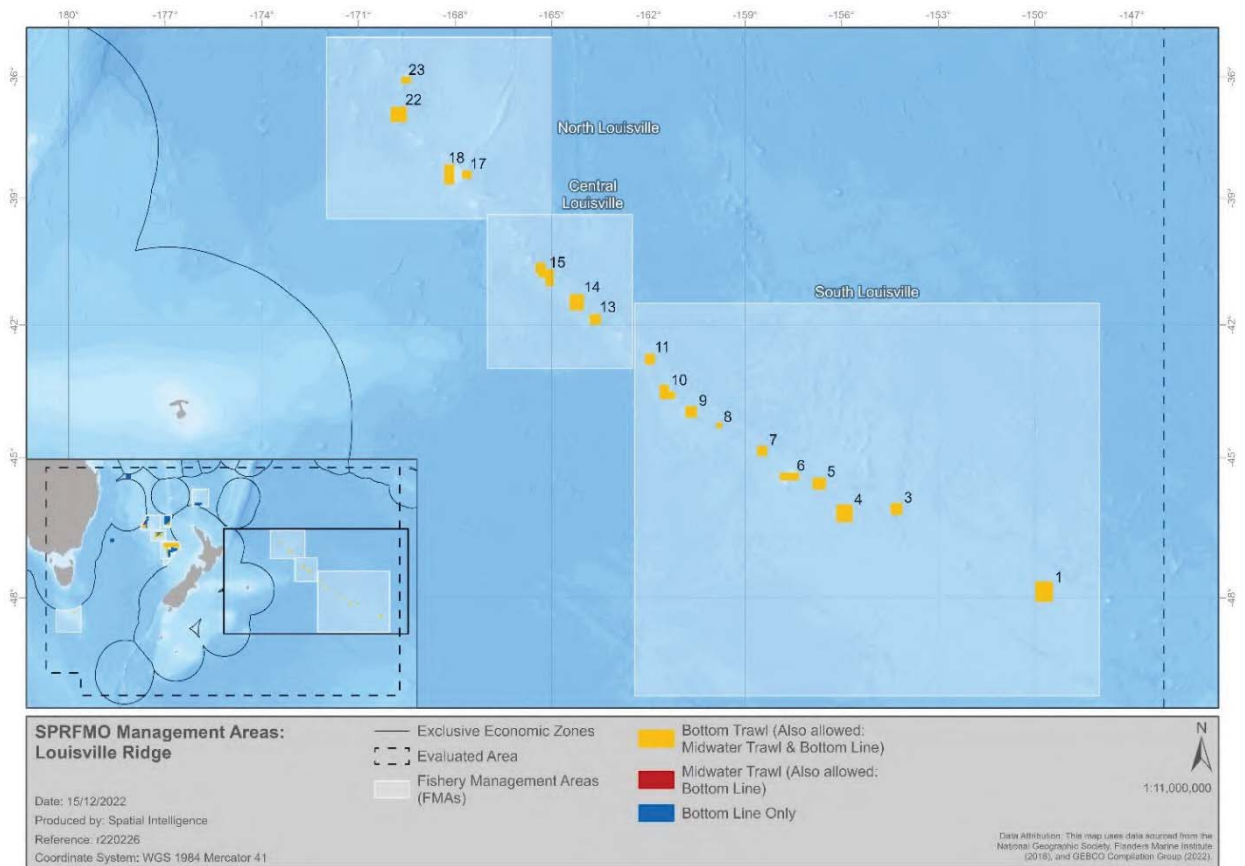 180° -177° -174° -171° -168° -165° -162° -159° -156° -153° -150° -147°
-36° -36°
23
22
North Louisville
18 17
-39° -39°
Central
Louisville
15
14
13
South Louisville
-42° -42°
11
10
9
8
7
-45° -45°
6
5
4
3
1
-48° -48°
SPRFMO Management Areas:
Louisville Ridge
Date: 15/12/2022
Produced by: Spatial Intelligence
Reference: r220226
Coordinate System: WGS 1984 Mercator 41
Exclusive Economic Zones
Evaluated Area
Fishery Management Areas
(FMAs)
Bottom Trawl (Also allowed:
Midwater Trawl & Bottom Line)
Midwater Trawl (Also allowed:
Bottom Line)
Bottom Line Only
N
1:11,000,000
Data Attribution: This map uses data sourced from the
National Geographic Society, Flanders Marine Institute
(2018), and GEBCO Compilation Group (2022).